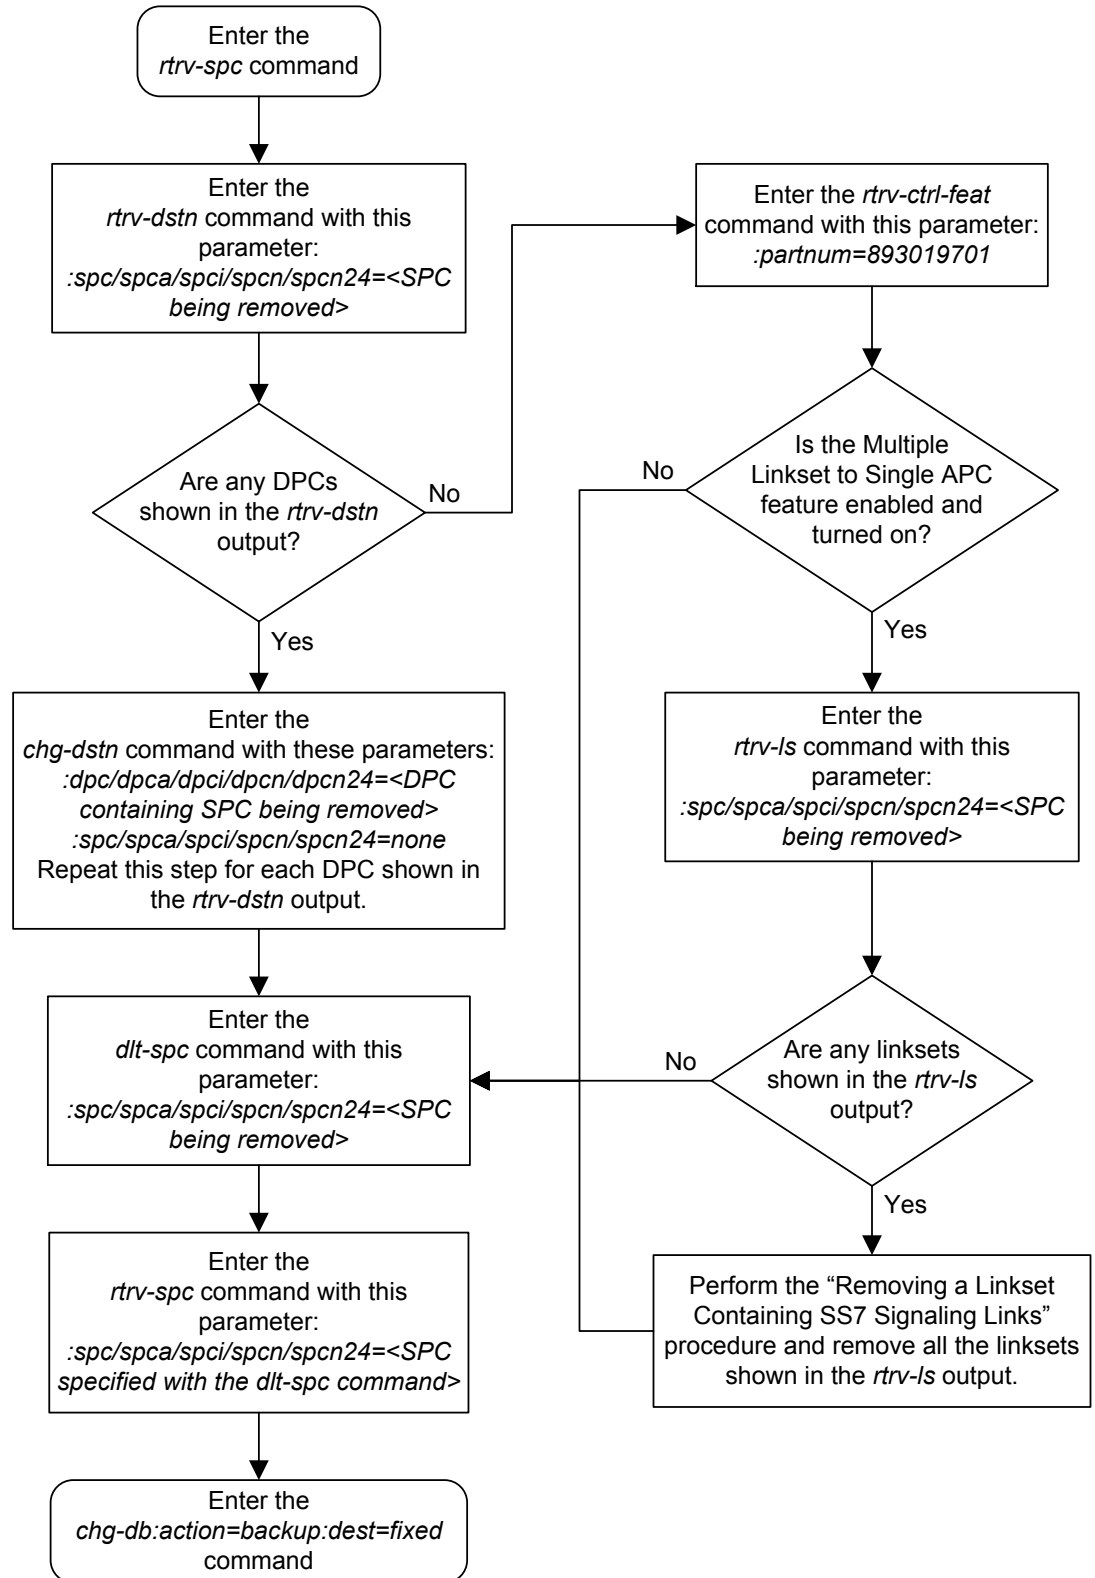 Enter the
rtrv-spc command
Enter the
rtrv-dstn command with this
parameter:
:spc/spca/spci/spcn/spcn24=<SPC
being removed>
Are any DPCs
shown in the rtrv-dstn
output?
No
Yes
Enter the
chg-dstn command with these parameters:
:dpc/dpca/dpci/dpcn/dpcn24=<DPC
containing SPC being removed>
:spc/spca/spci/spcn/spcn24=none
Repeat this step for each DPC shown in
the rtrv-dstn output.
Enter the
dlt-spc command with this
parameter:
:spc/spca/spci/spcn/spcn24=<SPC
being removed>
Enter the
rtrv-spc command with this
parameter:
:spc/spca/spci/spcn/spcn24=<SPC
specified with the dlt-spc command>
Enter the
chg-db:action=backup:dest=fixed
command
Enter the rtrv-ctrl-feat
command with this parameter:
:partnum=893019701
Is the Multiple
Linkset to Single APC
feature enabled and
turned on?
No
Yes
Enter the
rtrv-ls command with this
parameter:
:spc/spca/spci/spcn/spcn24=<SPC
being removed>
Are any linksets
shown in the rtrv-ls
output?
No
Yes
Perform the “Removing a Linkset
Containing SS7 Signaling Links”
procedure and remove all the linksets
shown in the rtrv-ls output.